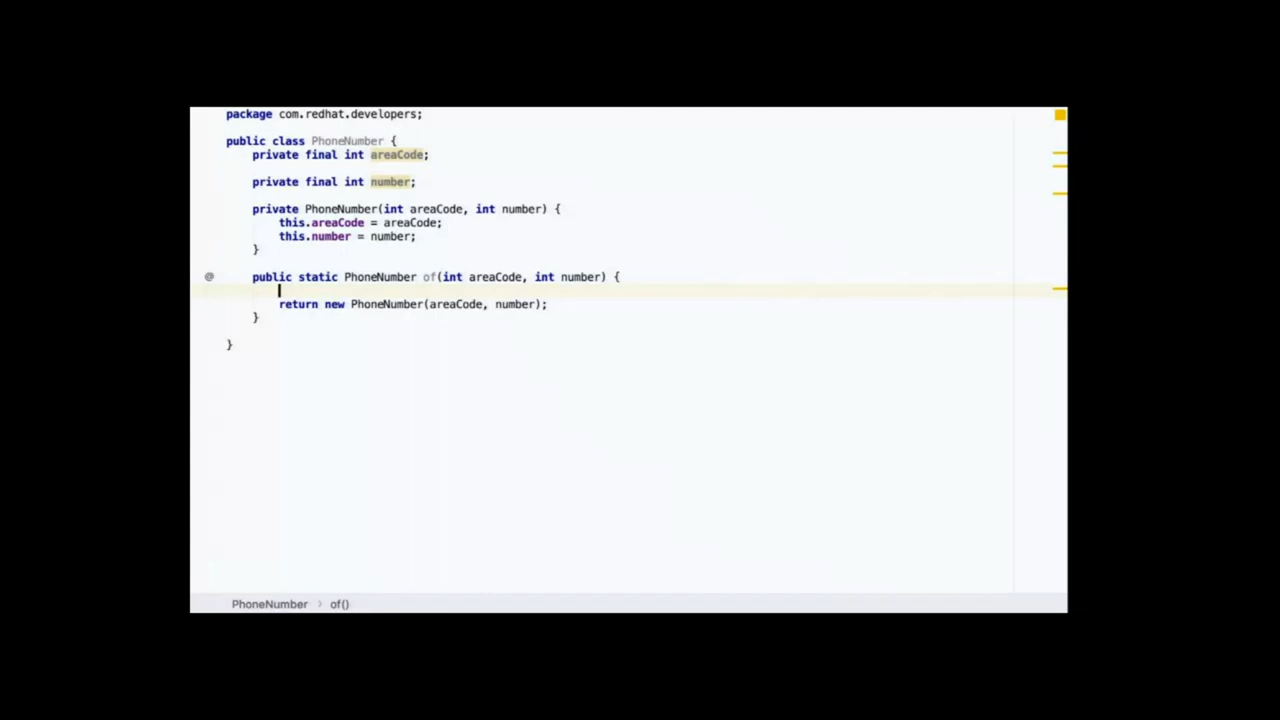 package com.redhat.developers;
public class PhoneNumber {
private final int areaCode;
private final int number;
private PhoneNumber(int areaCode, int number) {
this.areaCode = areaCode;
this.number = number;
}
@ public static PhoneNumber of(int areaCode, int number) {
return new PhoneNumber(areaCode, number);
}
}
PhoneNumber › of()